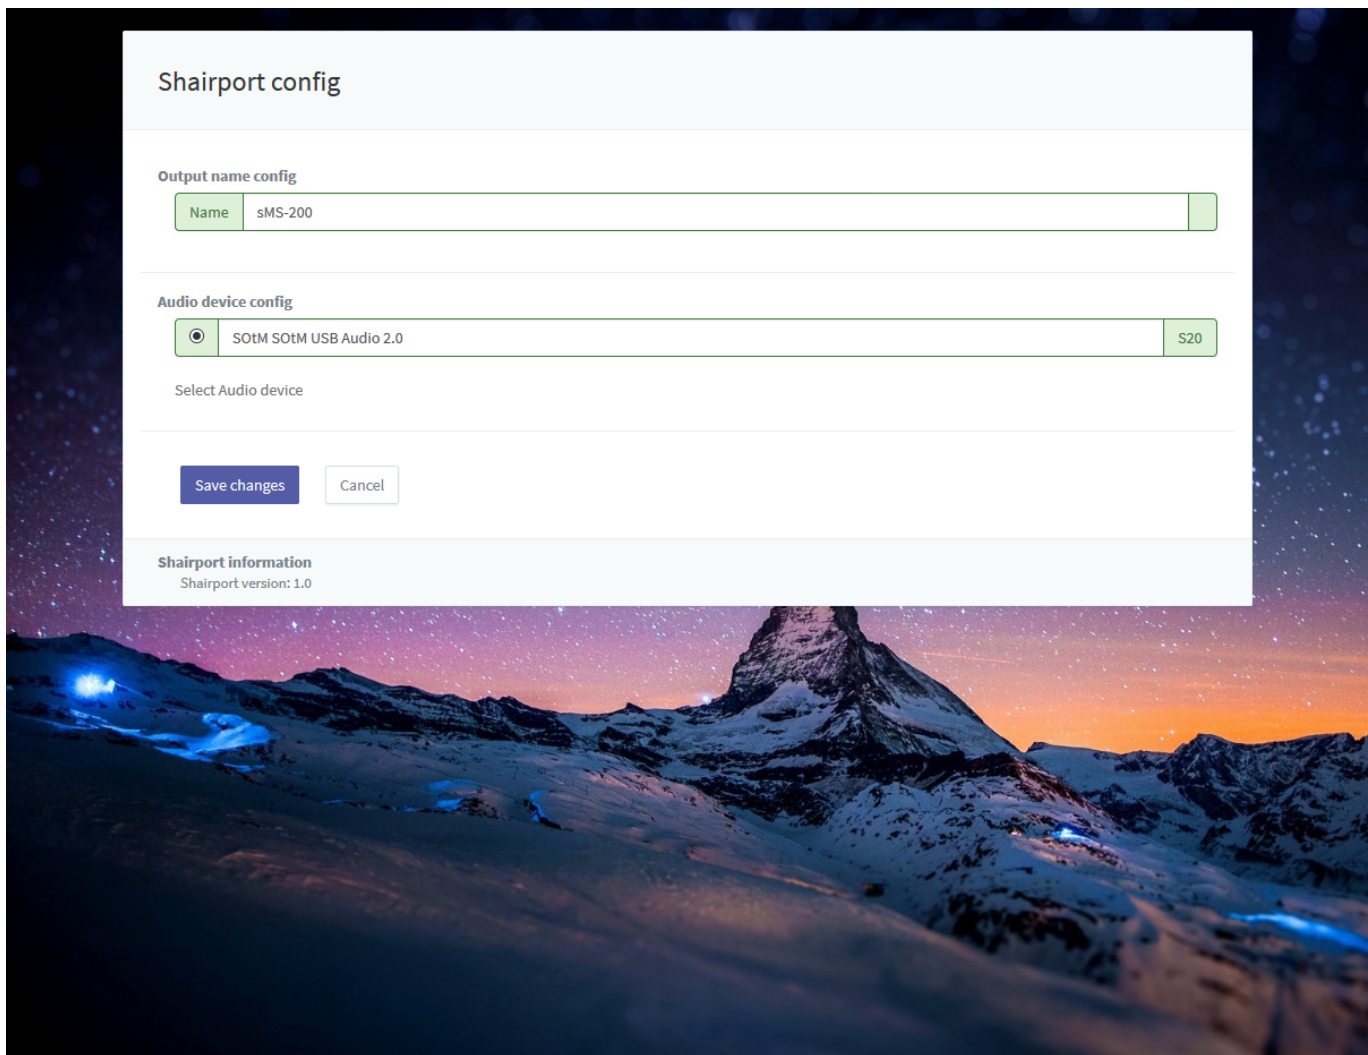 Shairport config
Output name config
Name sMS-200
Audio device config
SOtM SOtM USB Audio 2.0 S20
Select Audio device
Save changes Cancel
Shairport information
Shairport version: 1.0